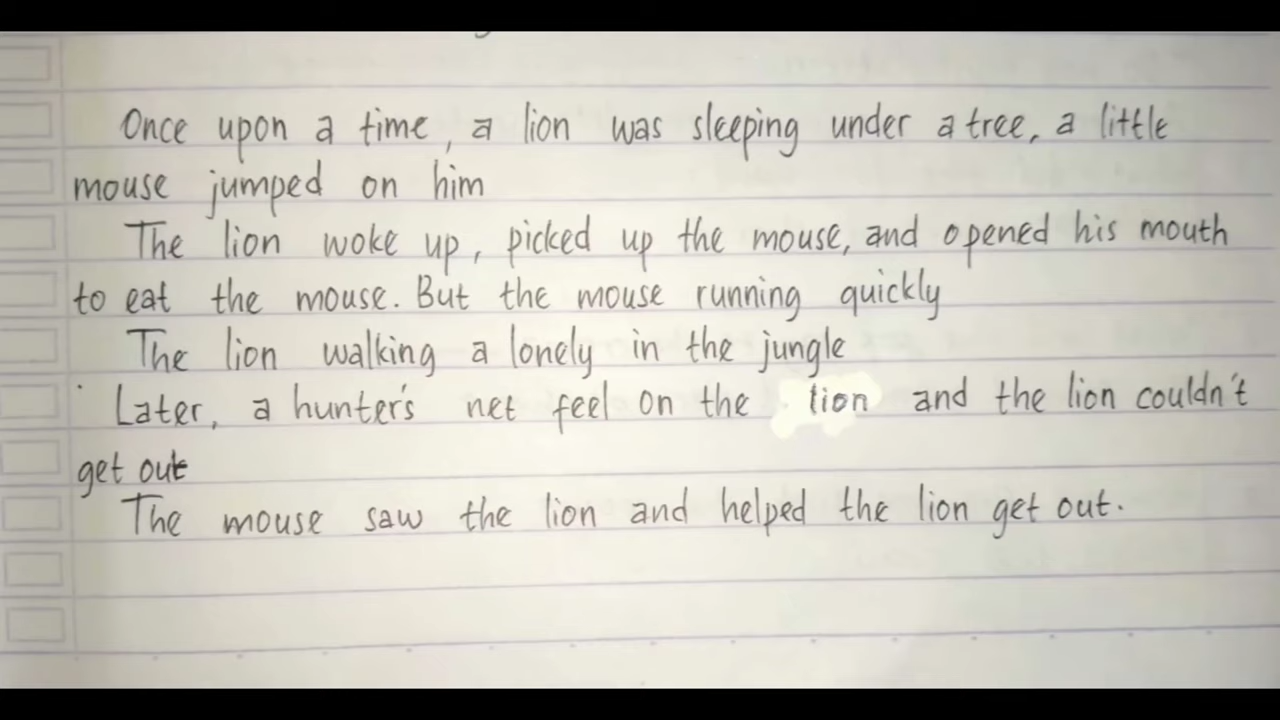 Once upon a time, a lion was sleeping under a tree, a little
mouse jumped on him
The lion woke up, picked up the mouse, and opened his mouth
to eat the mouse. But the mouse running quickly
The lion walking a lonely in the jungle
Later, a hunter's net feel on the lion and the lion couldn't
get out
The mouse saw the lion and helped the lion get out.